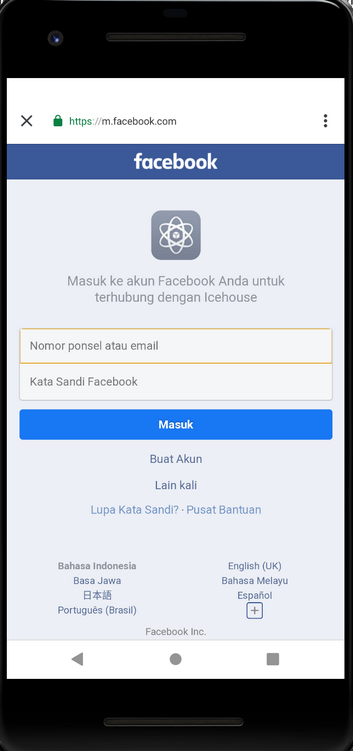 https://m.facebook.com
facebook
Masuk ke akun Facebook Anda untuk
terhubung dengan Icehouse
Nomor ponsel atau email
Kata Sandi Facebook
Masuk
Buat Akun
Lain kali
Lupa Kata Sandi? · Pusat Bantuan
Bahasa Indonesia English (UK)
Basa Jawa Bahasa Melayu
日本語 Español
Português (Brasil)
Facebook Inc.